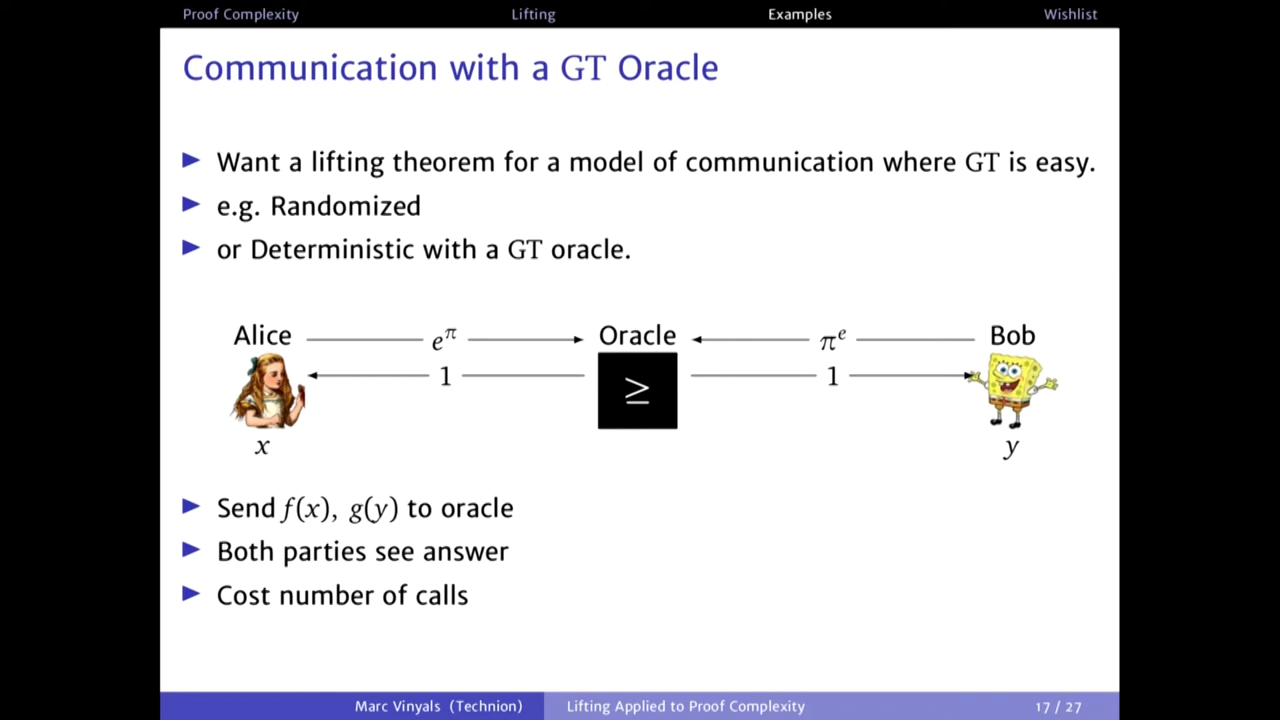 Proof Complexity Lifting Examples Wishlist
Communication with a GT Oracle
▶ Want a lifting theorem for a model of communication where GT is easy.
▶ e.g. Randomized
▶ or Deterministic with a GT oracle.
Alice e^π Oracle π^e Bob
1 ≥ 1
x y
▶ Send f(x), g(y) to oracle
▶ Both parties see answer
▶ Cost number of calls
Marc Vinyals (Technion) Lifting Applied to Proof Complexity 17 / 27